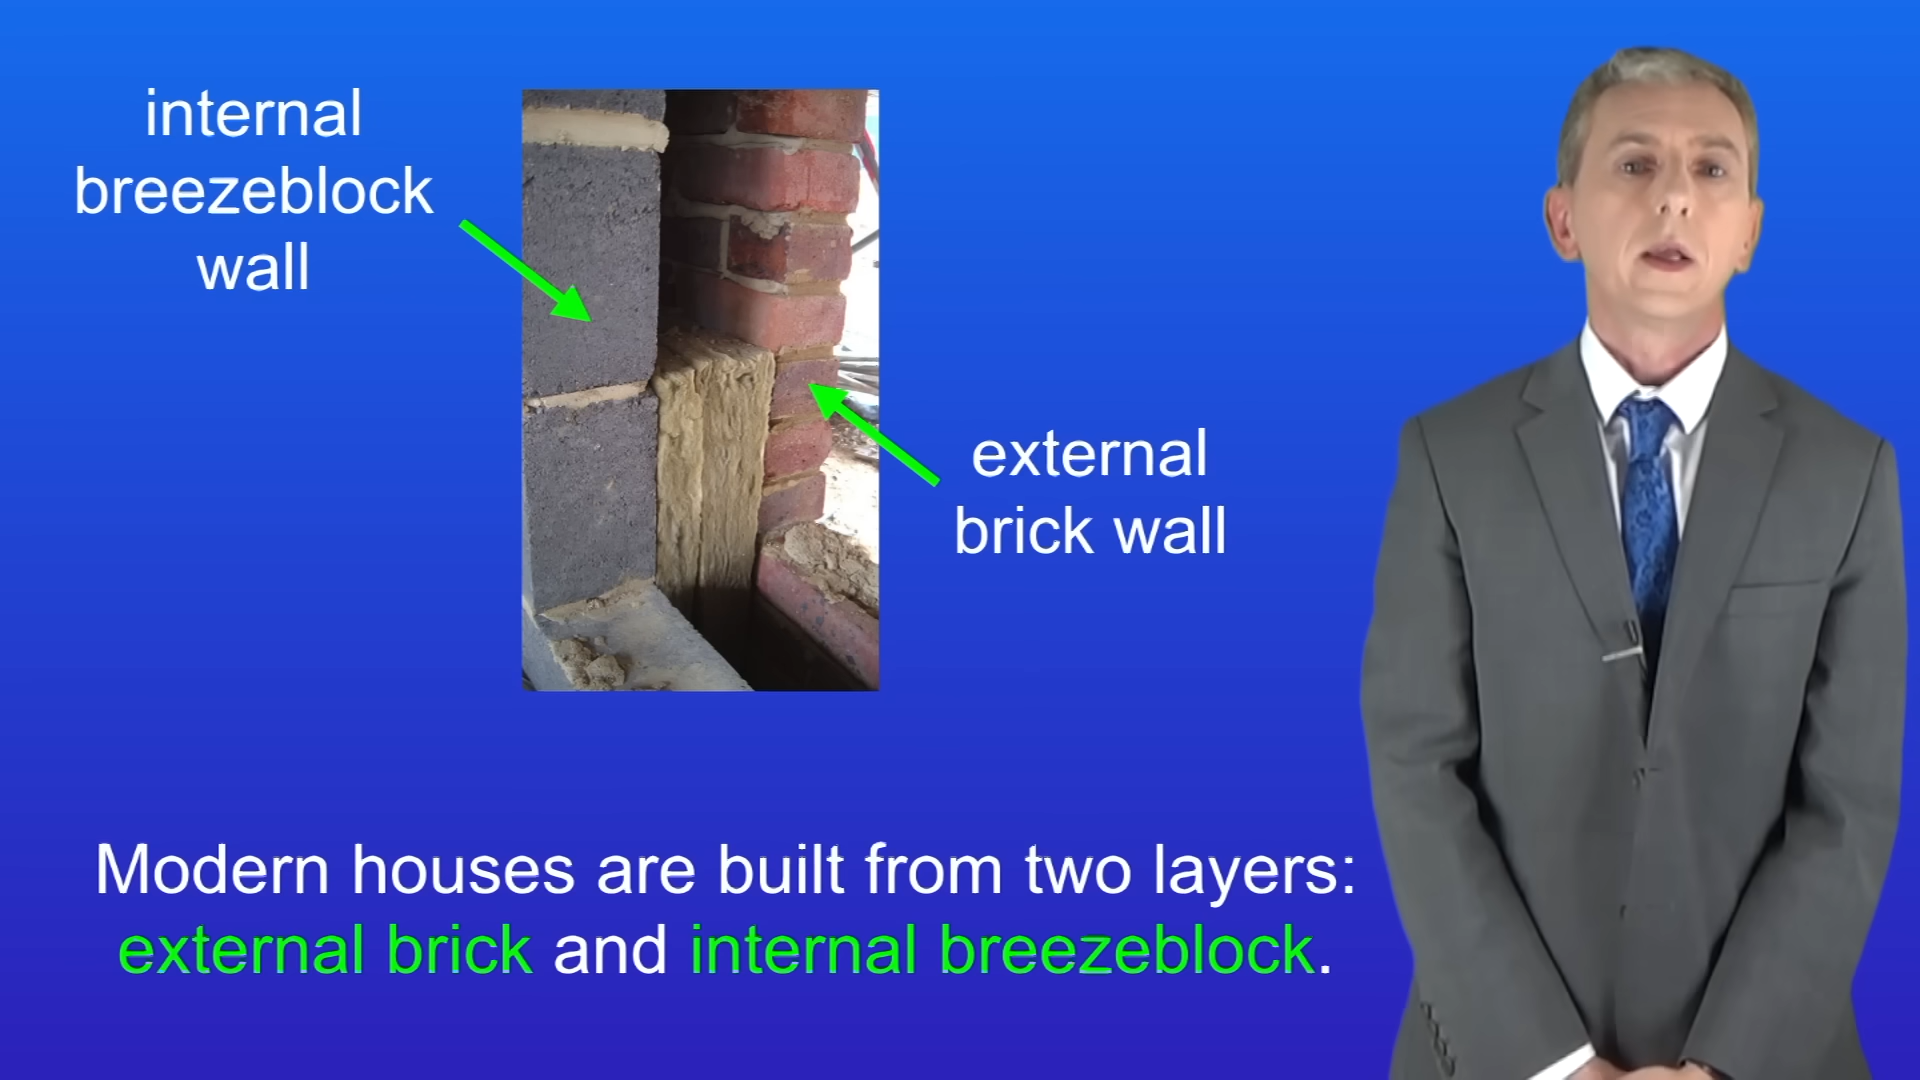 internal
breezeblock
wall
external
brick wall
Modern houses are built from two layers:
external brick and internal breezeblock.